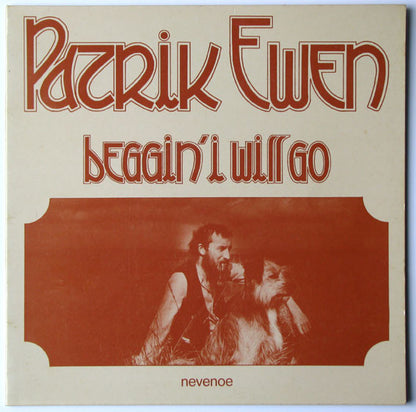 Patrik Ewen
beggin' i will go
nevenoe